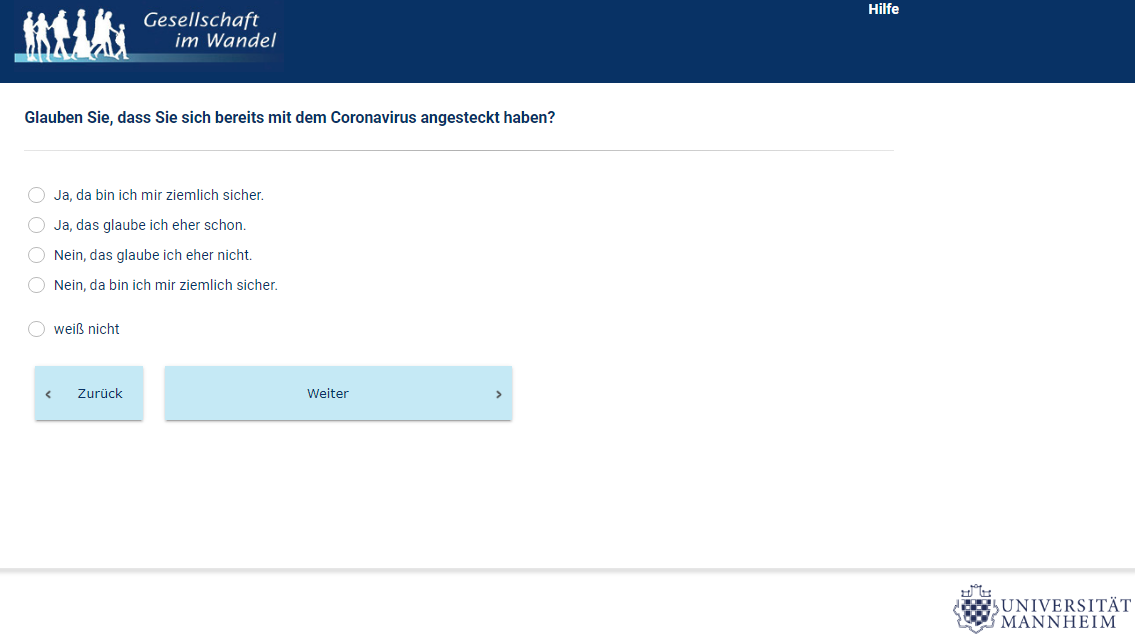 Gesellschaft
im Wandel
Hilfe
Glauben Sie, dass Sie sich bereits mit dem Coronavirus angesteckt haben?
Ja, da bin ich mir ziemlich sicher.
Ja, das glaube ich eher schon.
Nein, das glaube ich eher nicht.
Nein, da bin ich mir ziemlich sicher.
weiß nicht
‹ Zurück
Weiter ›
UNIVERSITÄT
MANNHEIM